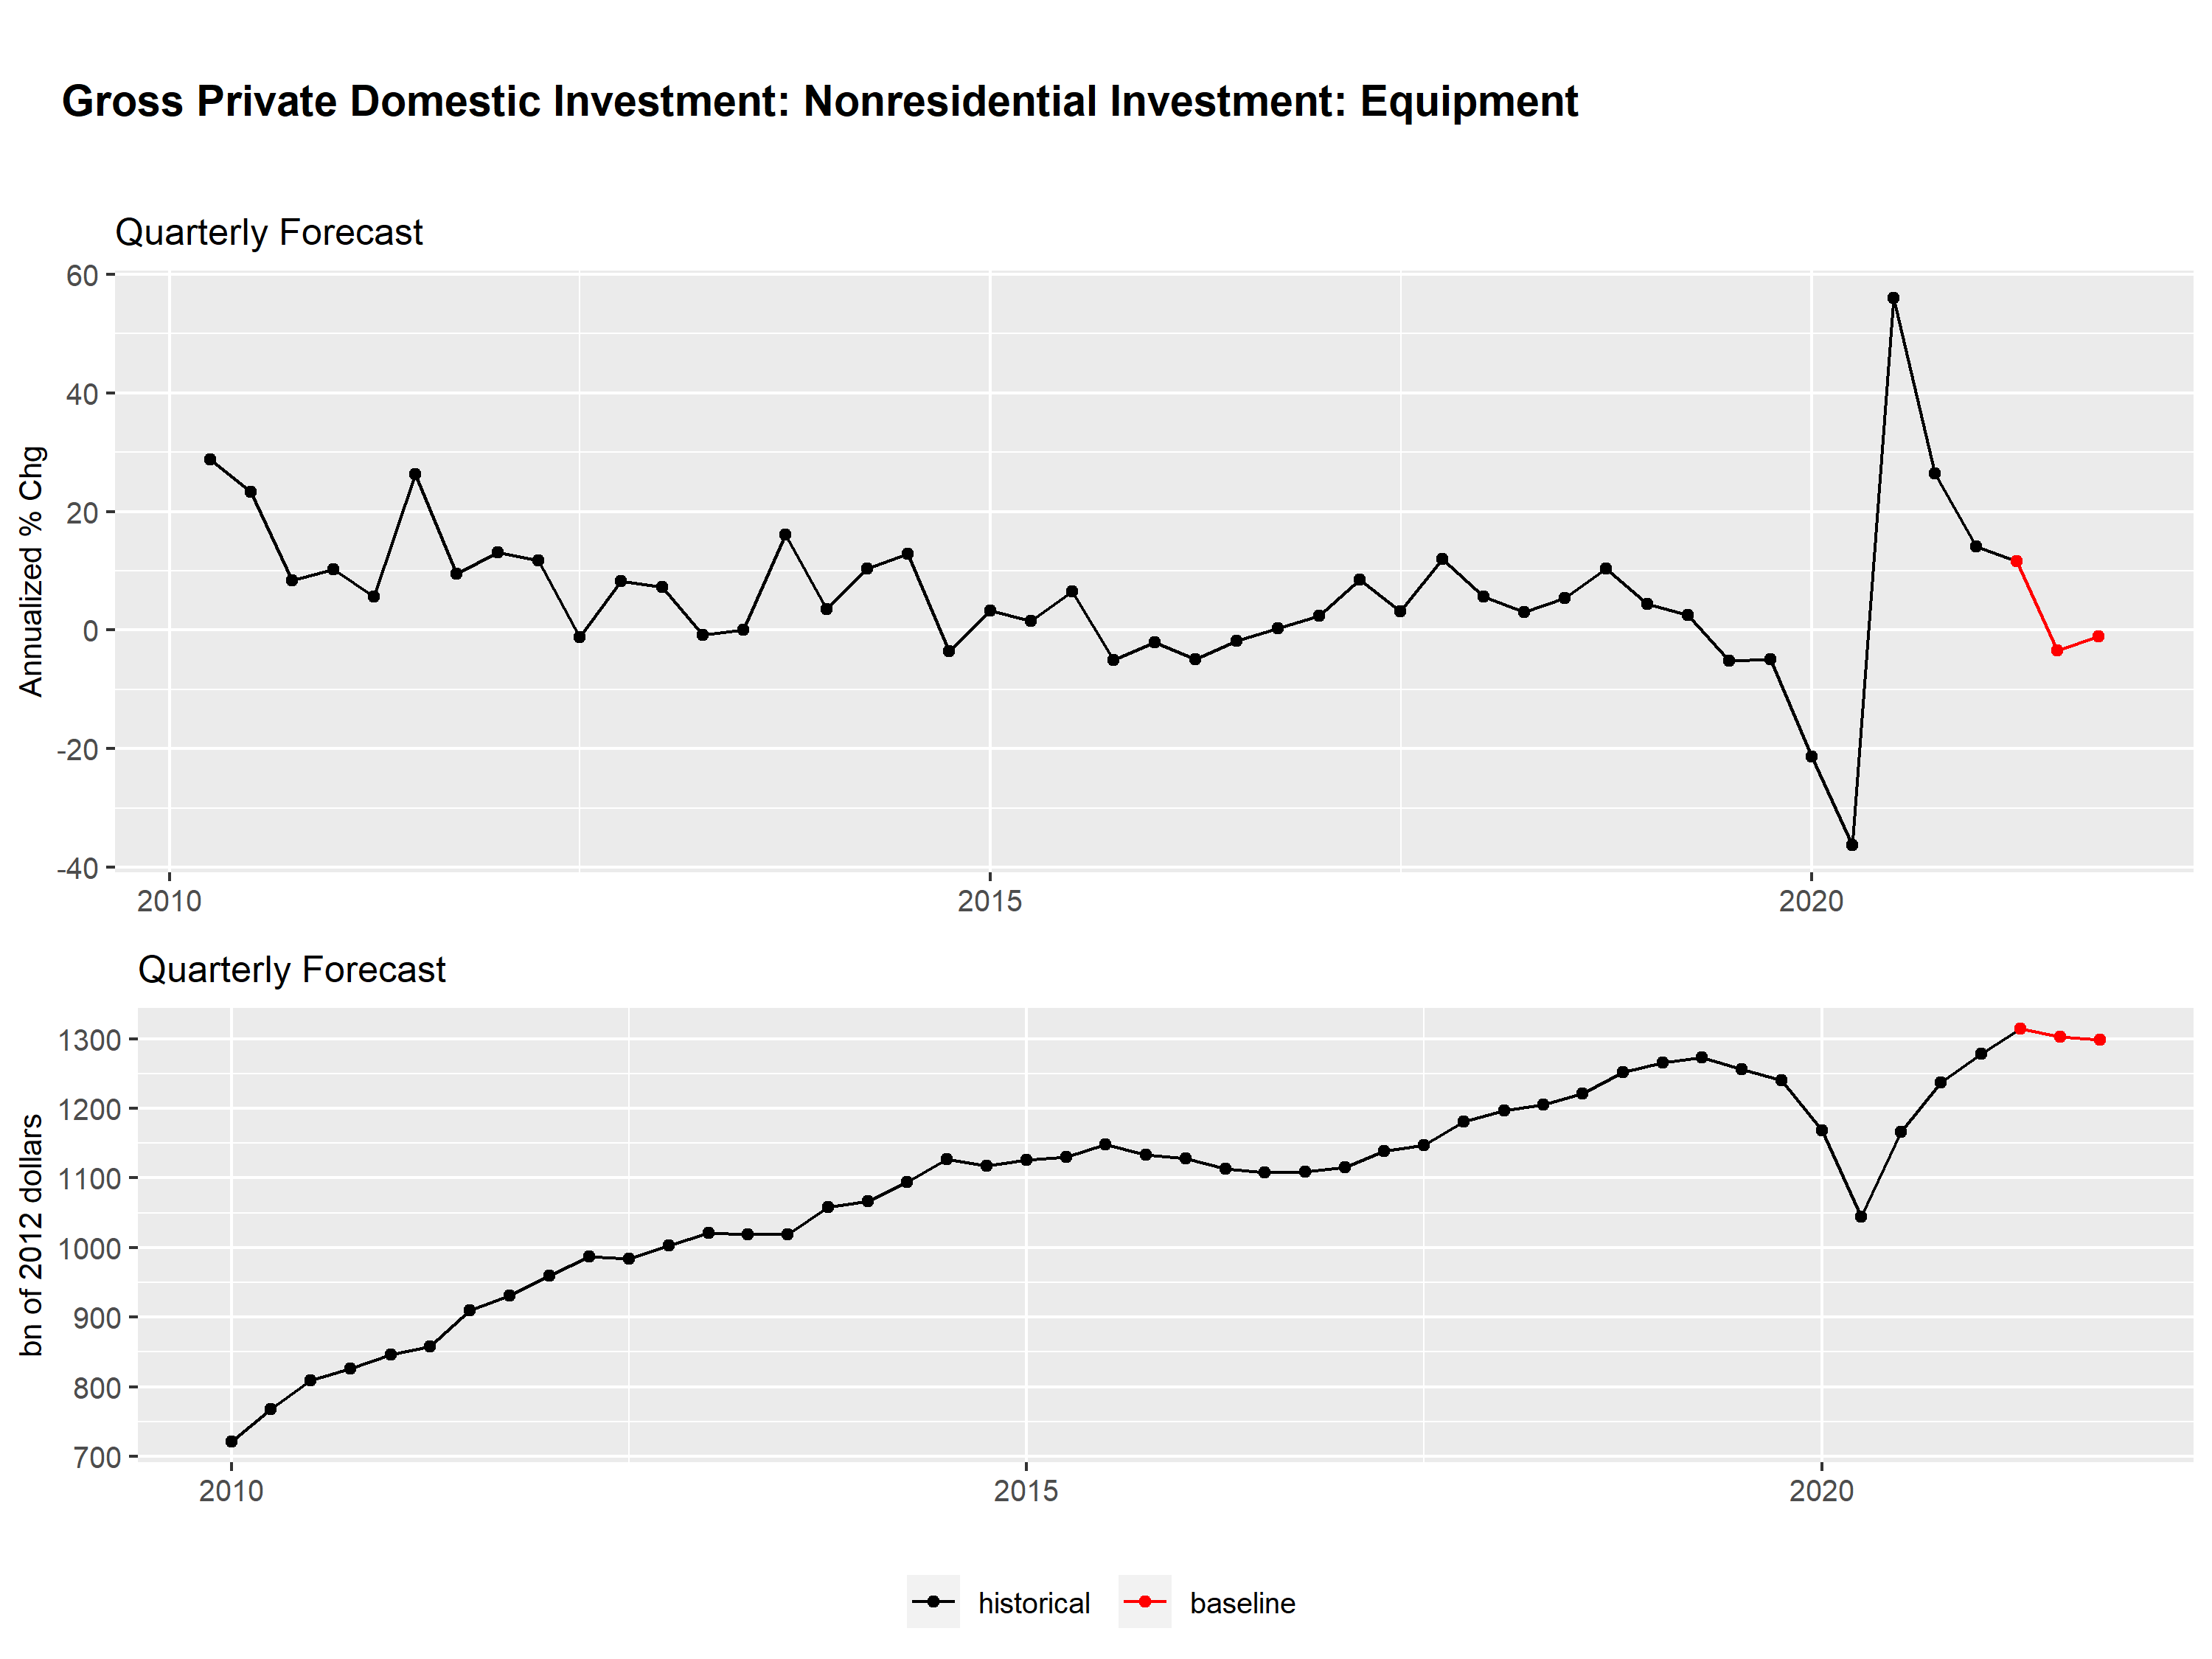 Gross Private Domestic Investment: Nonresidential Investment: Equipment
Quarterly Forecast
Annualized % Chg
60
40
20
0
-20
-40
2010
2015
2020
Quarterly Forecast
bn of 2012 dollars
1300
1200
1100
1000
900
800
700
2010
2015
2020
historical
baseline